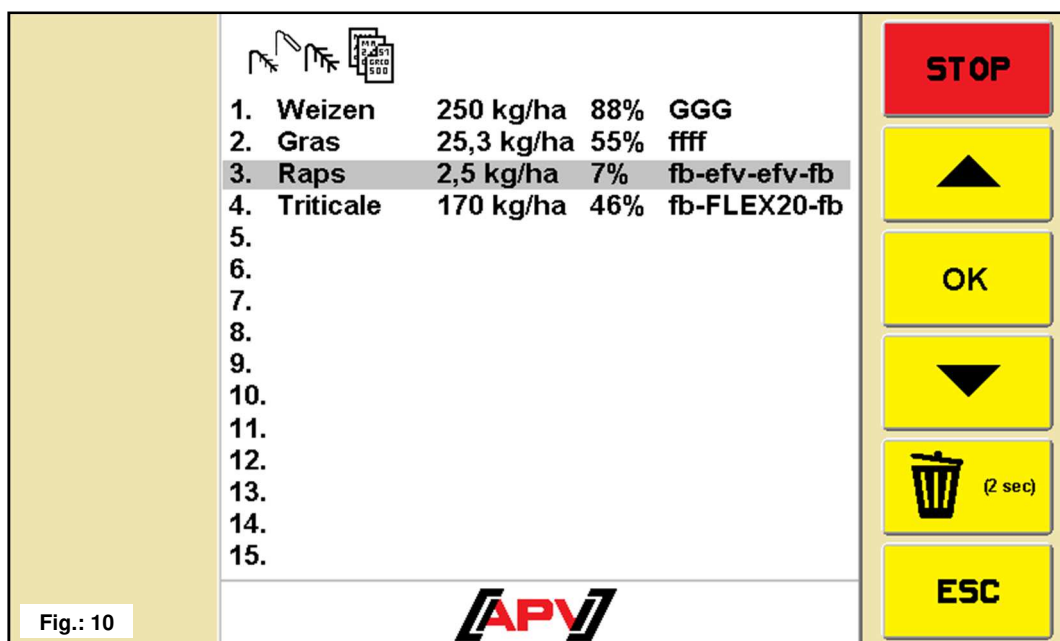 STOP
1. Weizen 250 kg/ha 88% GGG
2. Gras 25,3 kg/ha 55% ffff
3. Raps 2,5 kg/ha 7% fb-efv-efv-fb
4. Triticale 170 kg/ha 46% fb-FLEX20-fb
5.
6.
7.
8.
9.
10.
11.
12.
13.
14.
15.
OK
(2 sec)
ESC
APV
Fig.: 10